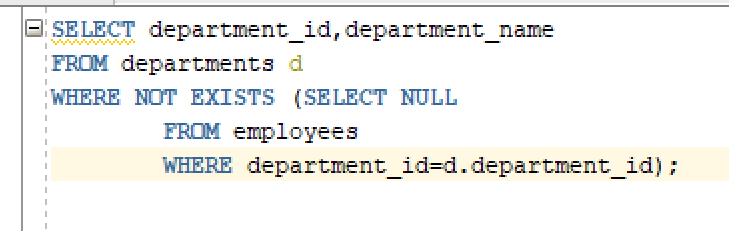 SELECT department_id,department_name
FROM departments d
WHERE NOT EXISTS (SELECT NULL
FROM employees
WHERE department_id=d.department_id);